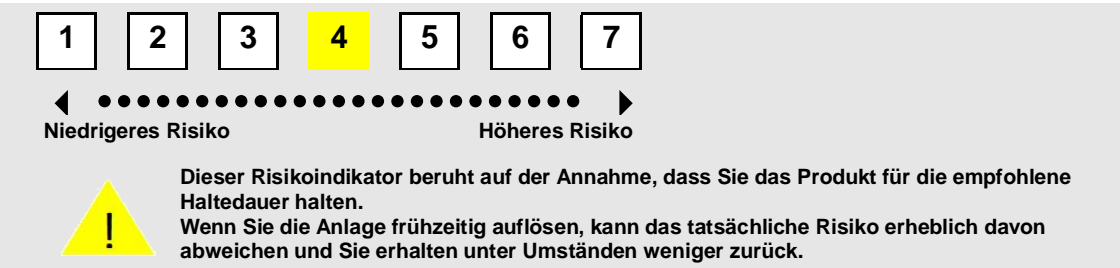 1 2 3 4 5 6 7
Niedrigeres Risiko Höheres Risiko
Dieser Risikoindikator beruht auf der Annahme, dass Sie das Produkt für die empfohlene
Haltedauer halten.
Wenn Sie die Anlage frühzeitig auflösen, kann das tatsächliche Risiko erheblich davon
abweichen und Sie erhalten unter Umständen weniger zurück.
!